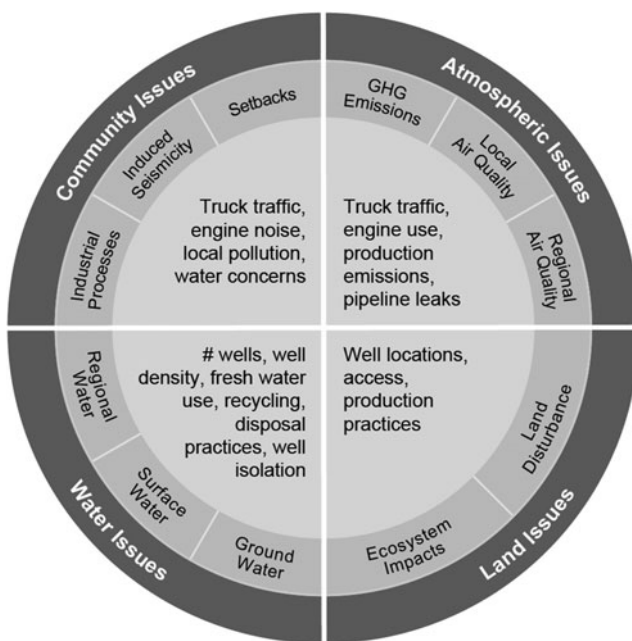 Community Issues
Industrial
Processes
Induced
Seismicity
Setbacks
Truck traffic,
engine noise,
local pollution,
water concerns
Atmospheric Issues
GHG
Emissions
Local
Air Quality
Regional
Air Quality
Truck traffic,
engine use,
production
emissions,
pipeline leaks
Water Issues
Regional
Water
Surface
Water
Ground
Water
# wells, well
density, fresh water
use, recycling,
disposal
practices, well
isolation
Land Issues
Land
Disturbance
Ecosystem
Impacts
Well locations,
access,
production
practices